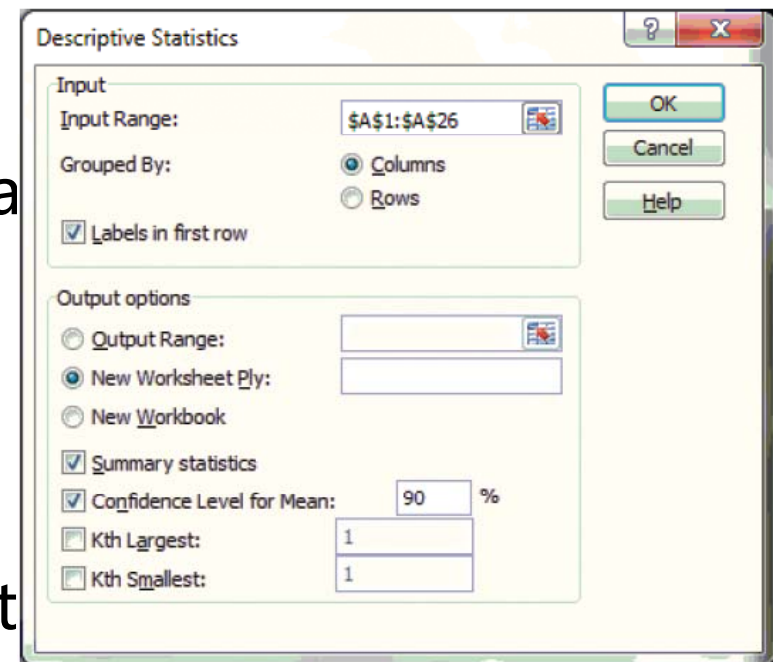 Descriptive Statistics ? X
Input
Input Range: $A$1:$A$26
OK
Grouped By: Columns
Cancel
a
Rows
Help
Labels in first row
Output options
Output Range:
New Worksheet Ply:
New Workbook
Summary statistics
Confidence Level for Mean: 90 %
Kth Largest: 1
Kth Smallest: 1
t